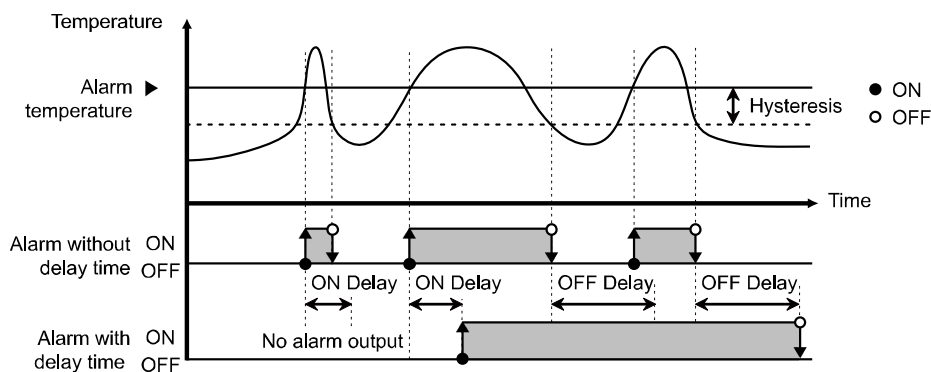 Temperature
Alarm
temperature
Hysteresis
ON
OFF
Time
Alarm without
delay time
ON
OFF
ON Delay
ON Delay
OFF Delay
OFF Delay
No alarm output
Alarm with
delay time
ON
OFF